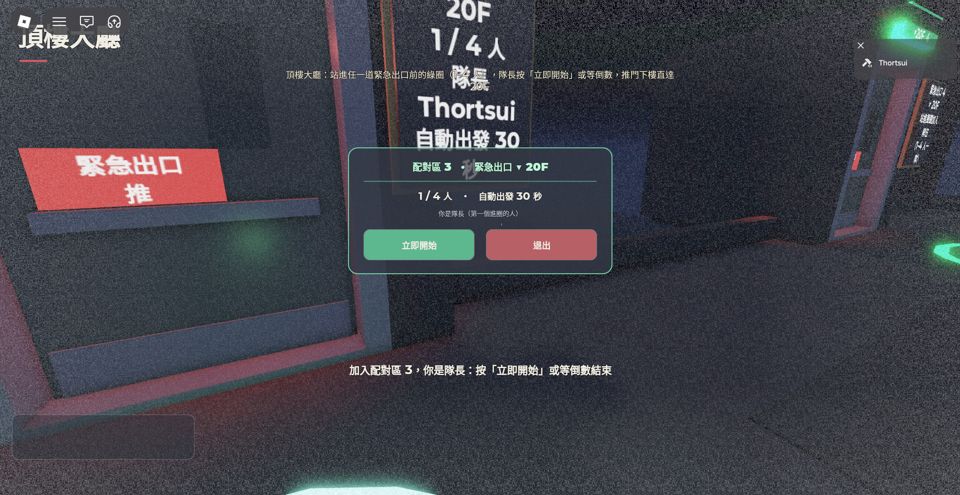 頂樓大廳
頂樓大廳：站進任一道緊急出口前的綠圈
，隊長按「立即開始」或等倒數，推門下樓直達
20F
Thortsui
20F
1 / 4 人
隊長
Thortsui
自動出發 30
秒
緊急出口
推
配對區 3 • 緊急出口 ▼ 20F
1 / 4 人 • 自動出發 30 秒
你是隊長（第一個進圈的人）
立即開始
退出
加入配對區 3，你是隊長：按「立即開始」或等倒數結束